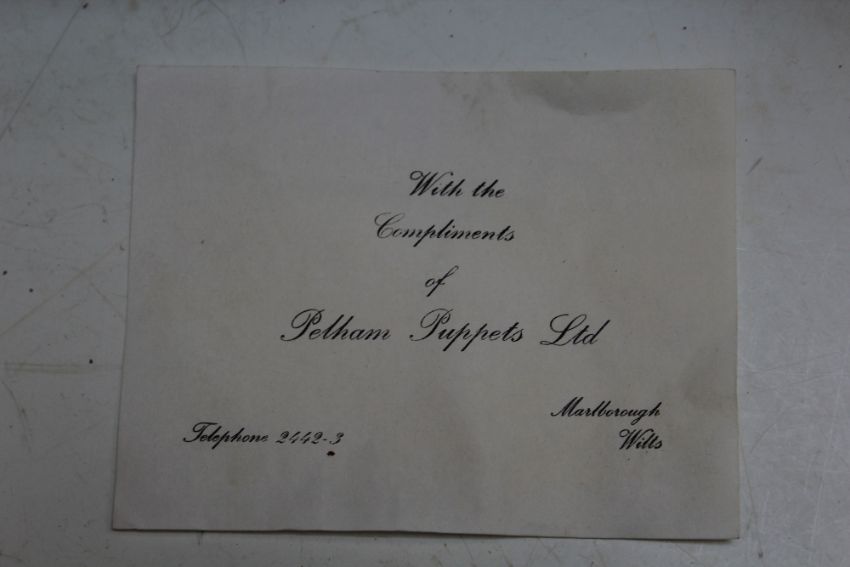 With the
Compliments
of
Pelham Puppets Ltd
Marlborough
Telephone 2442-3
Wilts